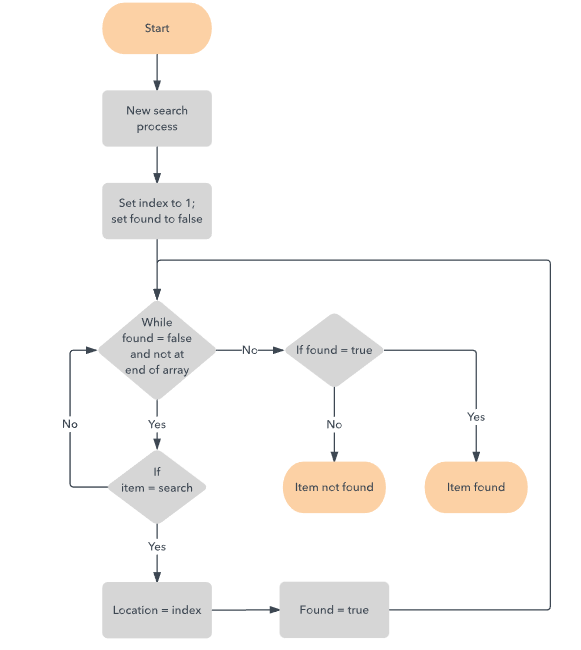 Start
New search
process
Set index to 1;
set found to false
While
found = false
and not at
end of array
No
If found = true
No
Yes
No
Yes
If
item = search
Item not found
Item found
Yes
Location = index
Found = true